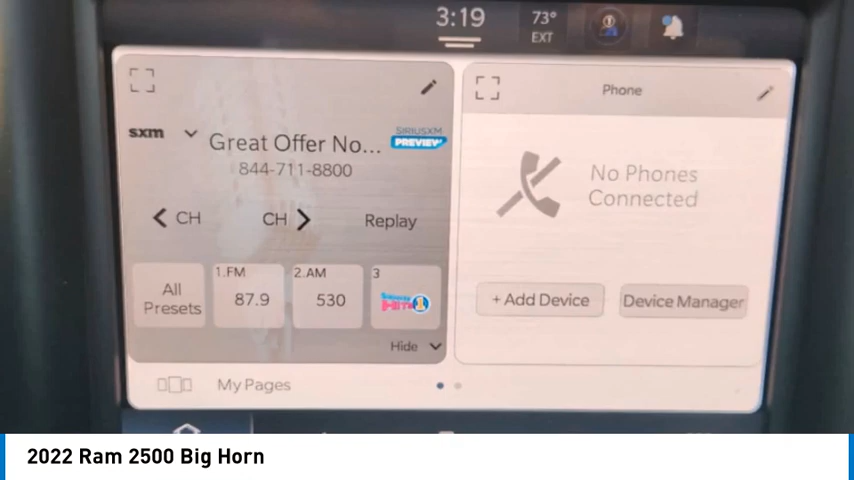 3:19
73°
EXT
sxm
Great Offer No...
SIRIUSXM
PREVIEW
844-711-8800
CH
CH
Replay
All
Presets
1.FM
87.9
2.AM
530
3
HITS 1
Hide
My Pages
Phone
No Phones
Connected
+ Add Device
Device Manager
2022 Ram 2500 Big Horn